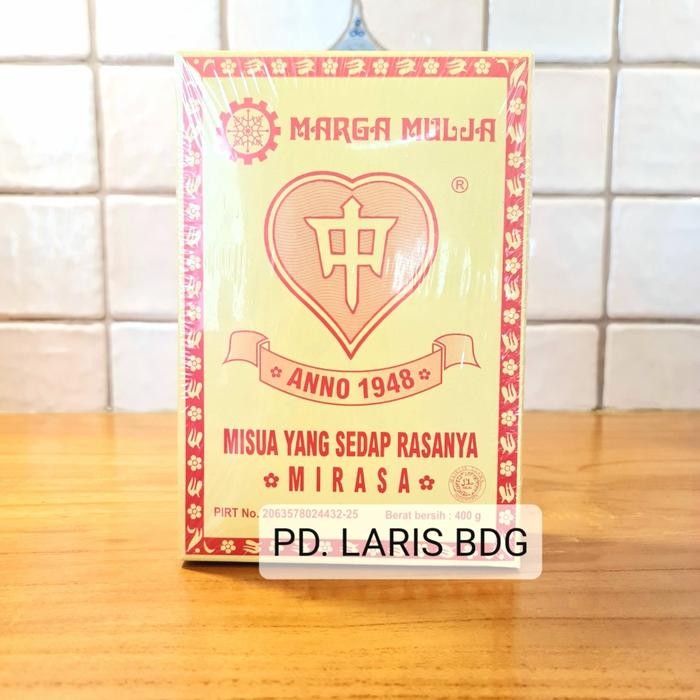 MARGA MULJA
®
中
ANNO 1948
MISUA YANG SEDAP RASANYA
MIRASA
PIRT No. 2063578024432-25 Berat bersih : 400 g
PD. LARIS BDG